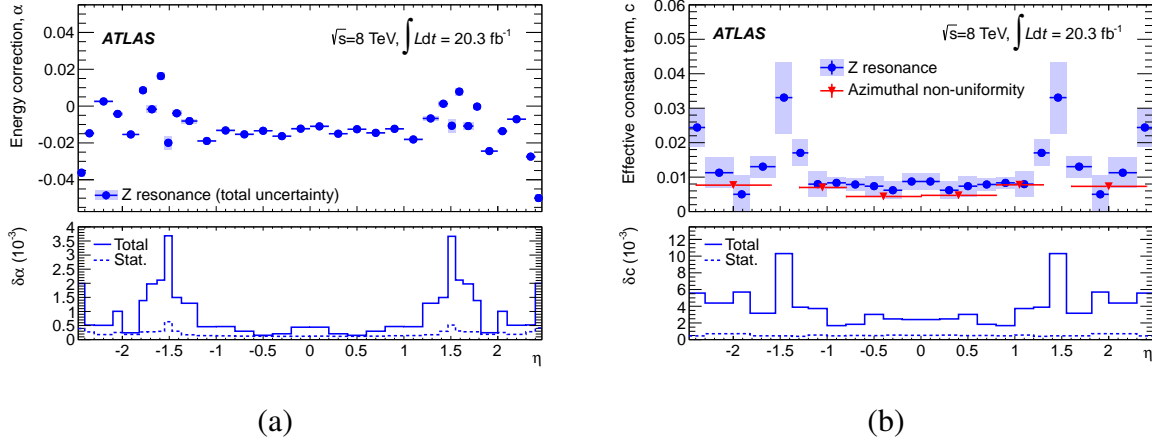 Energy correction, α
0.04
0.02
0
-0.02
-0.04
ATLAS
√s=8 TeV, ∫ Ldt = 20.3 fb-1
Z resonance (total uncertainty)
δα (10-3)
4
3.5
3
2.5
2
1.5
1
0.5
0
Total
Stat.
-2 -1.5 -1 -0.5 0 0.5 1 1.5 2 η
(a)
Effective constant term, c
0.06
0.05
0.04
0.03
0.02
0.01
0
ATLAS
√s=8 TeV, ∫ Ldt = 20.3 fb-1
Z resonance
Azimuthal non-uniformity
δc (10-3)
12
10
8
6
4
2
0
Total
Stat.
-2 -1.5 -1 -0.5 0 0.5 1 1.5 2 η
(b)